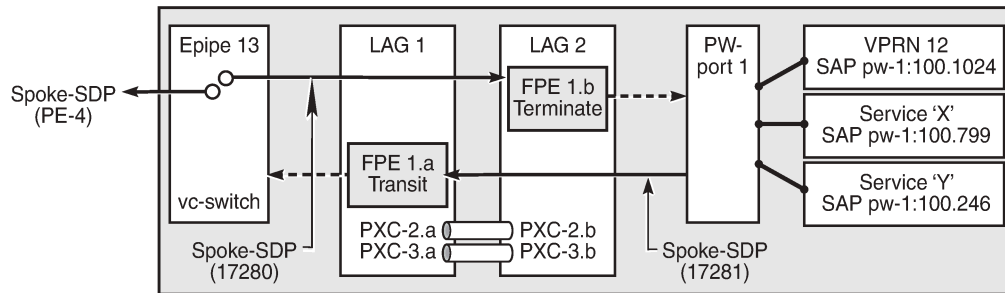 Epipe 13
LAG 1
LAG 2
PW-
port 1
VPRN 12
SAP pw-1:100.1024
Spoke-SDP
(PE-4)
FPE 1.b
Terminate
Service ‘X’
SAP pw-1:100.799
FPE 1.a
Transit
Service ‘Y’
SAP pw-1:100.246
vc-switch
PXC-2.a
PXC-2.b
PXC-3.a
PXC-3.b
Spoke-SDP
(17280)
Spoke-SDP
(17281)